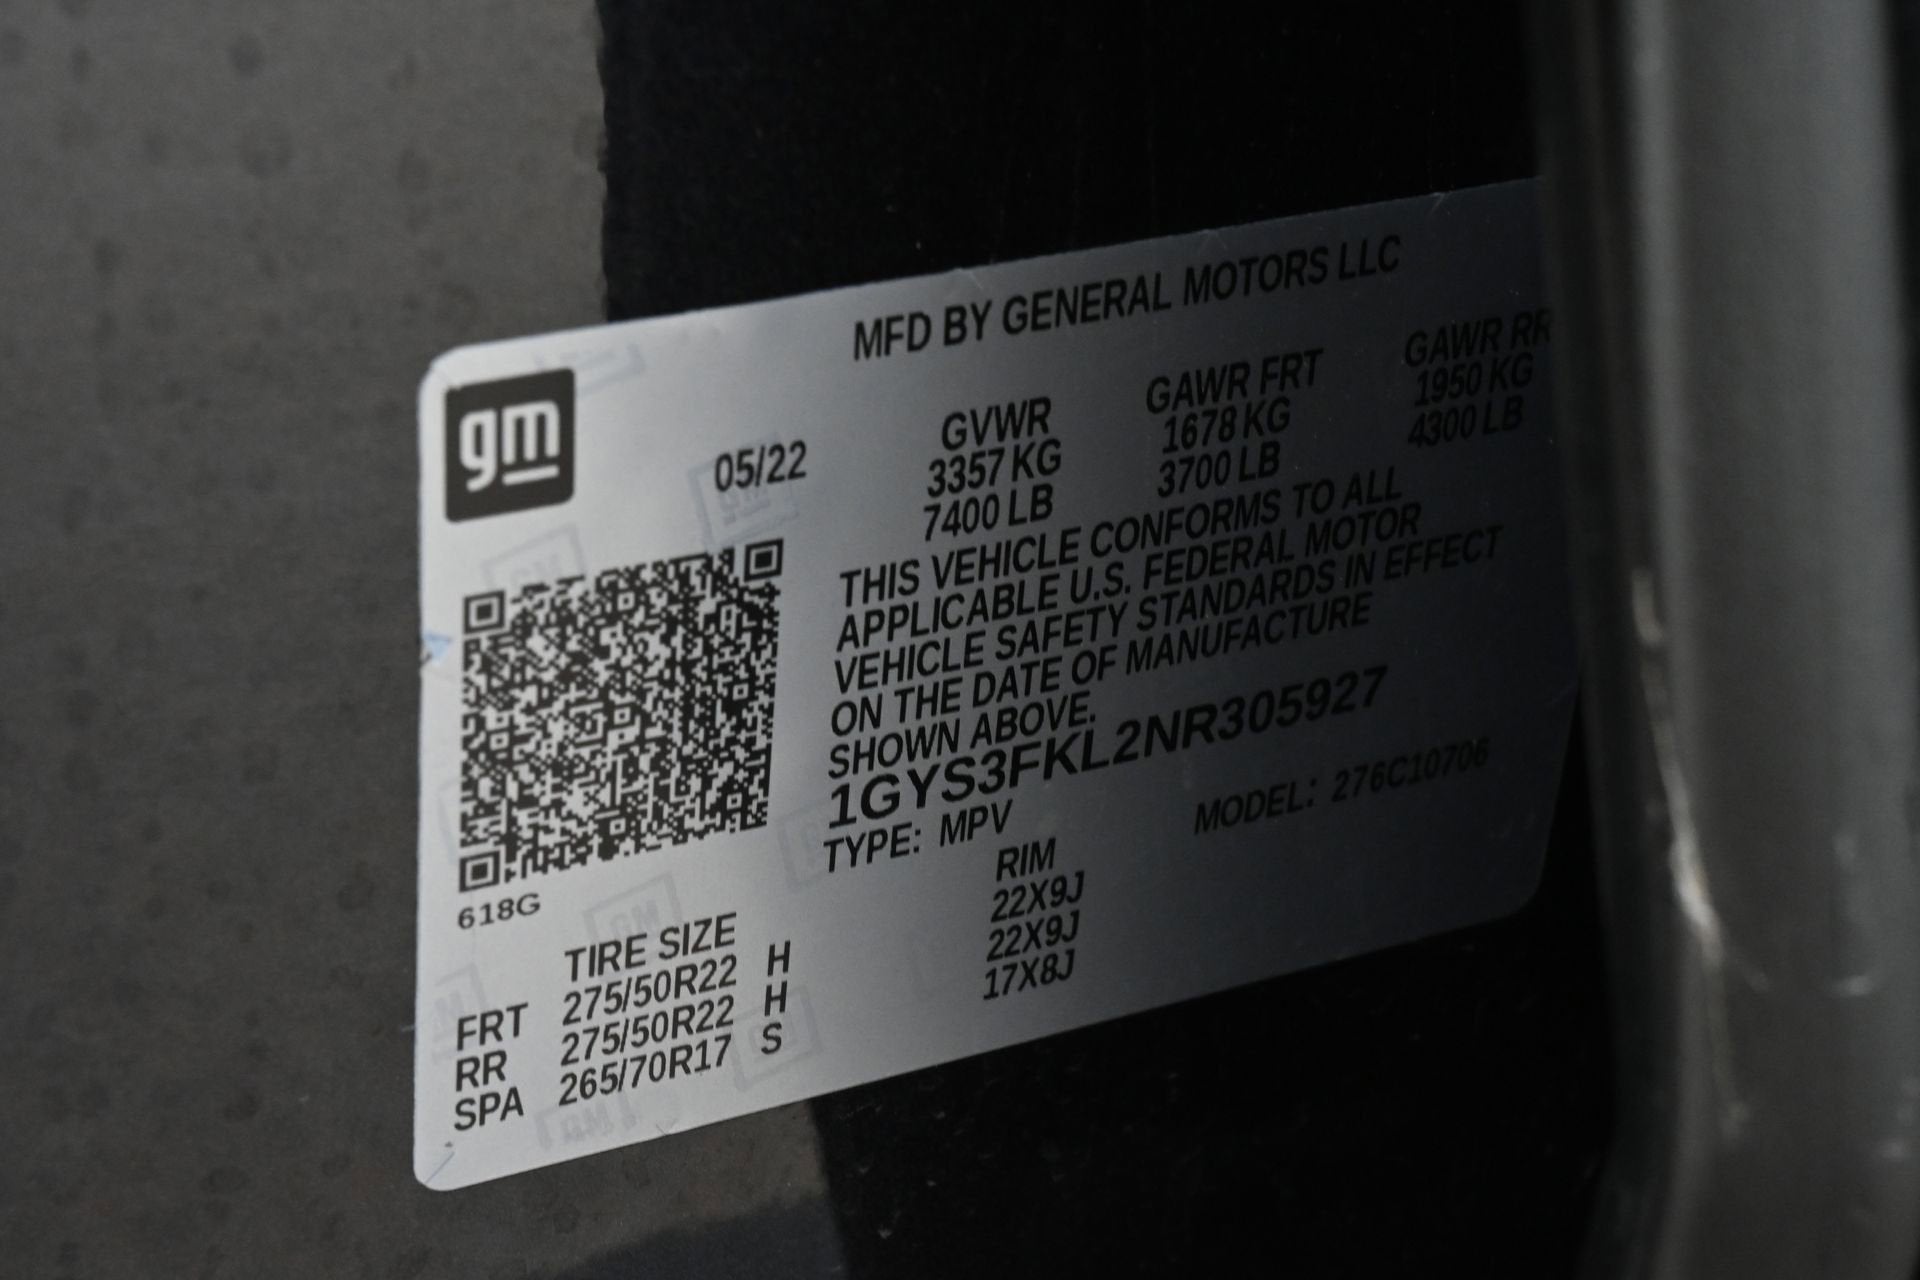 MFD BY GENERAL MOTORS LLC
gm
05/22
GVWR GAWR FRT GAWR RR
3357 KG 1678 KG 1950 KG
7400 LB 3700 LB 4300 LB
THIS VEHICLE CONFORMS TO ALL
APPLICABLE U.S. FEDERAL MOTOR
VEHICLE SAFETY STANDARDS IN EFFECT
ON THE DATE OF MANUFACTURE
SHOWN ABOVE.
1GYS3FKL2NR305927
TYPE: MPV MODEL: 276C10706
618G
TIRE SIZE RIM
FRT 275/50R22 H 22X9J
RR 275/50R22 H 22X9J
SPA 265/70R17 S 17X8J